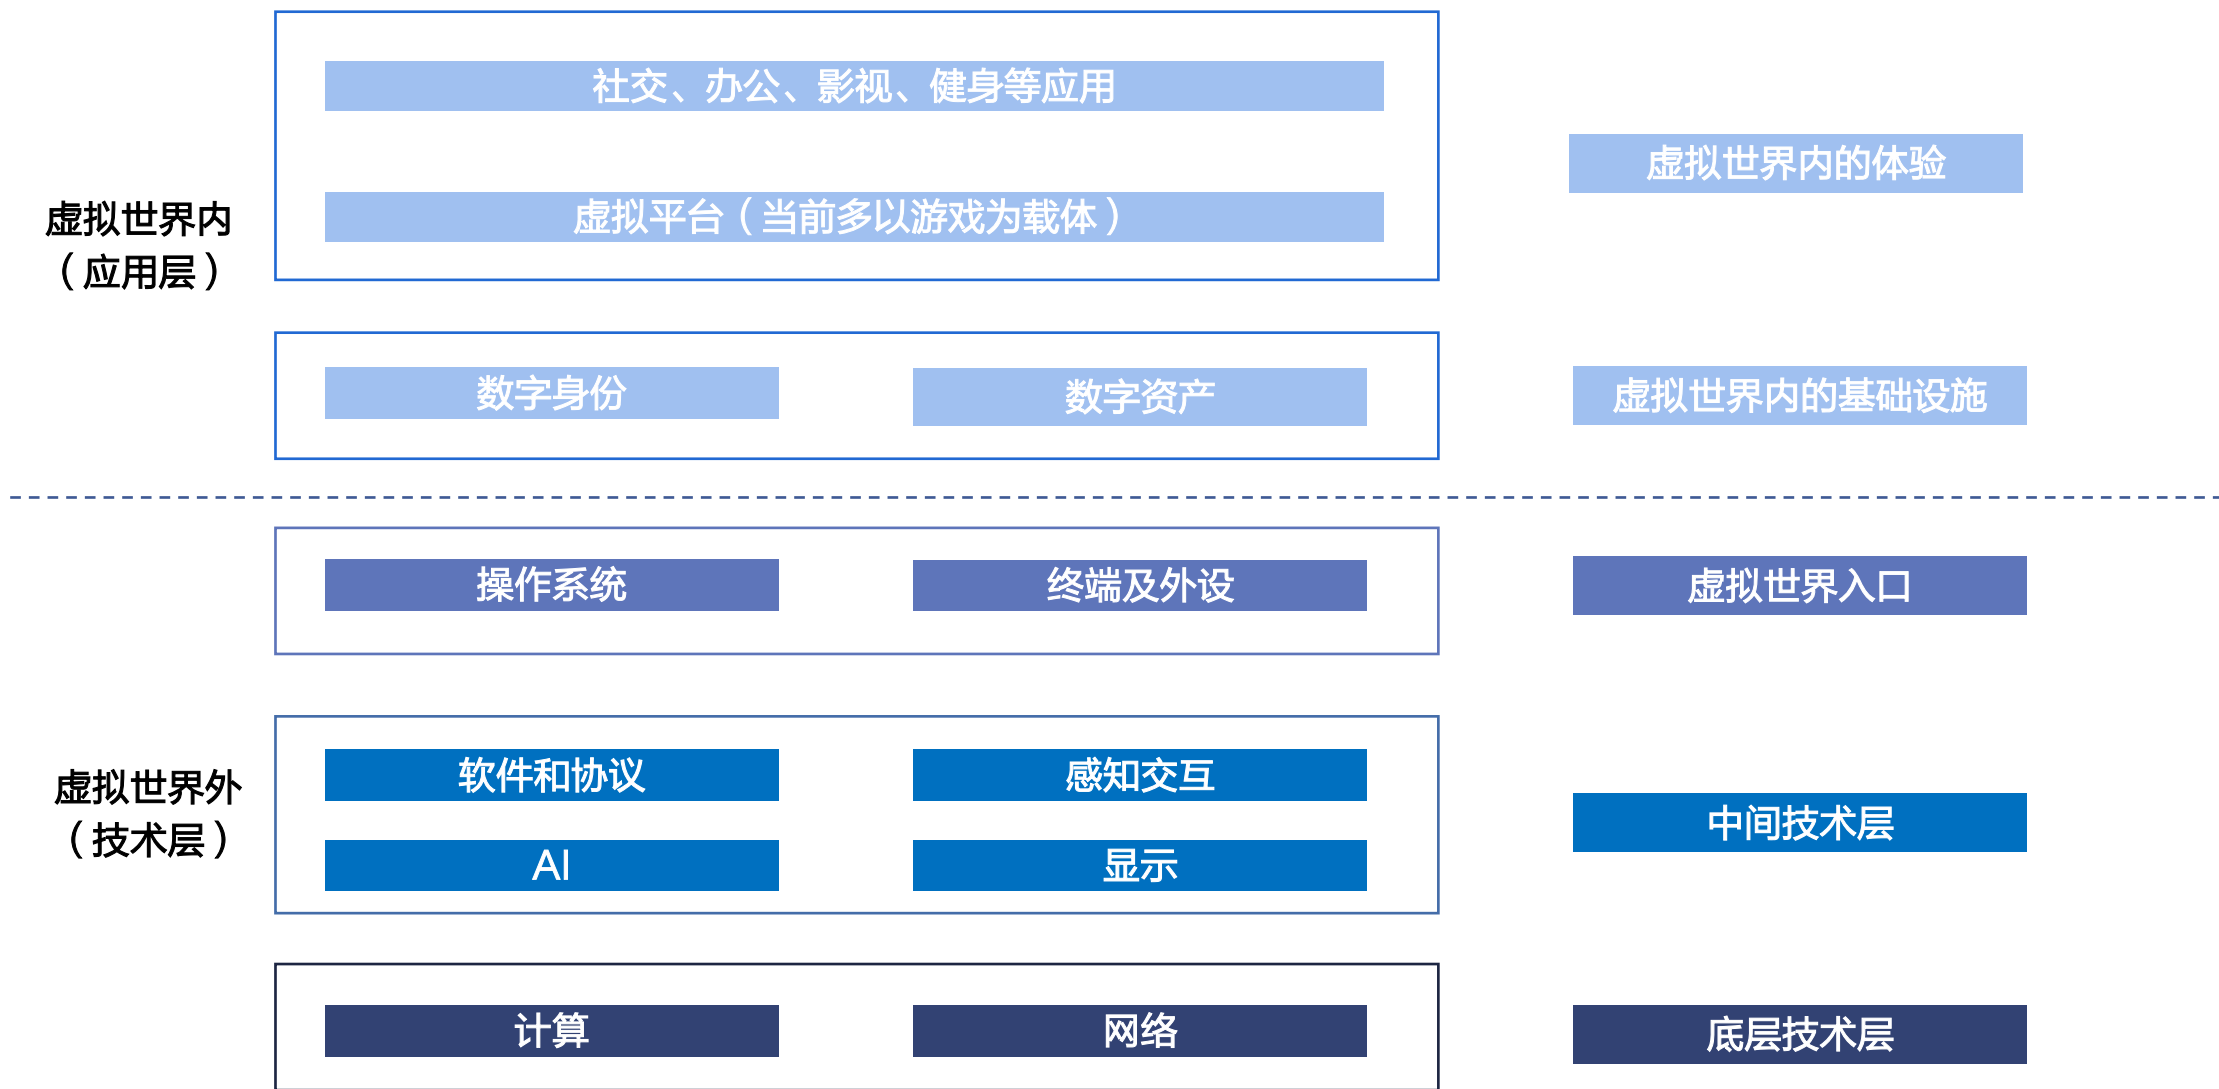 社交、办公、影视、健身等应用
虚拟世界内的体验
虚拟平台（当前多以游戏为载体）
虚拟世界内
（应用层）
数字身份
数字资产
虚拟世界内的基础设施
操作系统
终端及外设
虚拟世界入口
软件和协议
感知交互
虚拟世界外
（技术层）
中间技术层
AI
显示
计算
网络
底层技术层